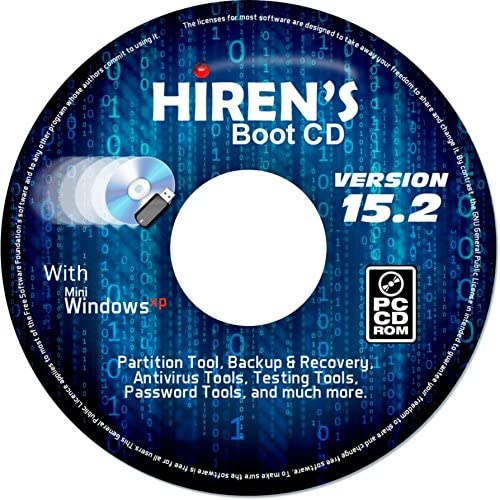 HiREN'S
Boot CD
VERSION
15.2
With
Mini
Windows xp
PC
CD
ROM
Partition Tool, Backup & Recovery,
Antivirus Tools, Testing Tools,
Password Tools, and much more.
The licenses for most software are designed to take away your freedom to share and change it. By contrast, the GNU General Public Licence is intended to guarantee your freedom to share and change free software. To make sure the software is free for all its users. This General Public Licence applies to most of the Free Software Foundation's software and to any other program whose authors commit to using it.